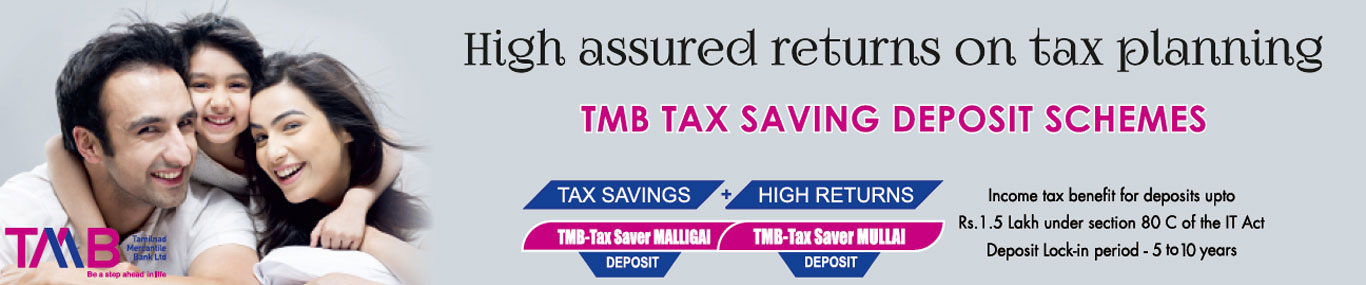 High assured returns on tax planning
TMB TAX SAVING DEPOSIT SCHEMES
TAX SAVINGS + HIGH RETURNS
TMB-Tax Saver MALLIGAI TMB-Tax Saver MULLAI
DEPOSIT DEPOSIT
Income tax benefit for deposits upto
Rs.1.5 Lakh under section 80 C of the IT Act
Deposit Lock-in period - 5 to 10 years
TMB
Tamilnad
Mercantile
Bank Ltd
Be a step ahead in life